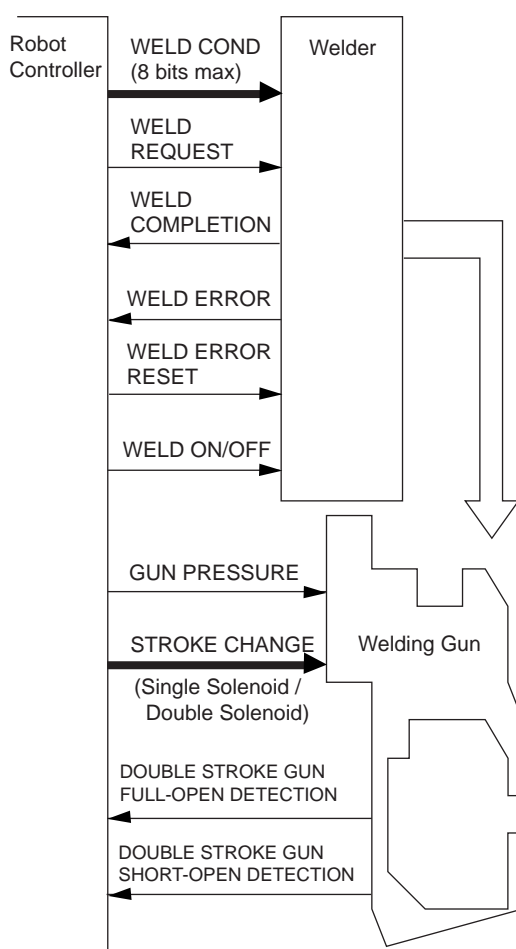 Robot
Controller
WELD COND
(8 bits max)
Welder
WELD
REQUEST
WELD
COMPLETION
WELD ERROR
WELD ERROR
RESET
WELD ON/OFF
GUN PRESSURE
STROKE CHANGE
(Single Solenoid /
Double Solenoid)
Welding Gun
DOUBLE STROKE GUN
FULL-OPEN DETECTION
DOUBLE STROKE GUN
SHORT-OPEN DETECTION